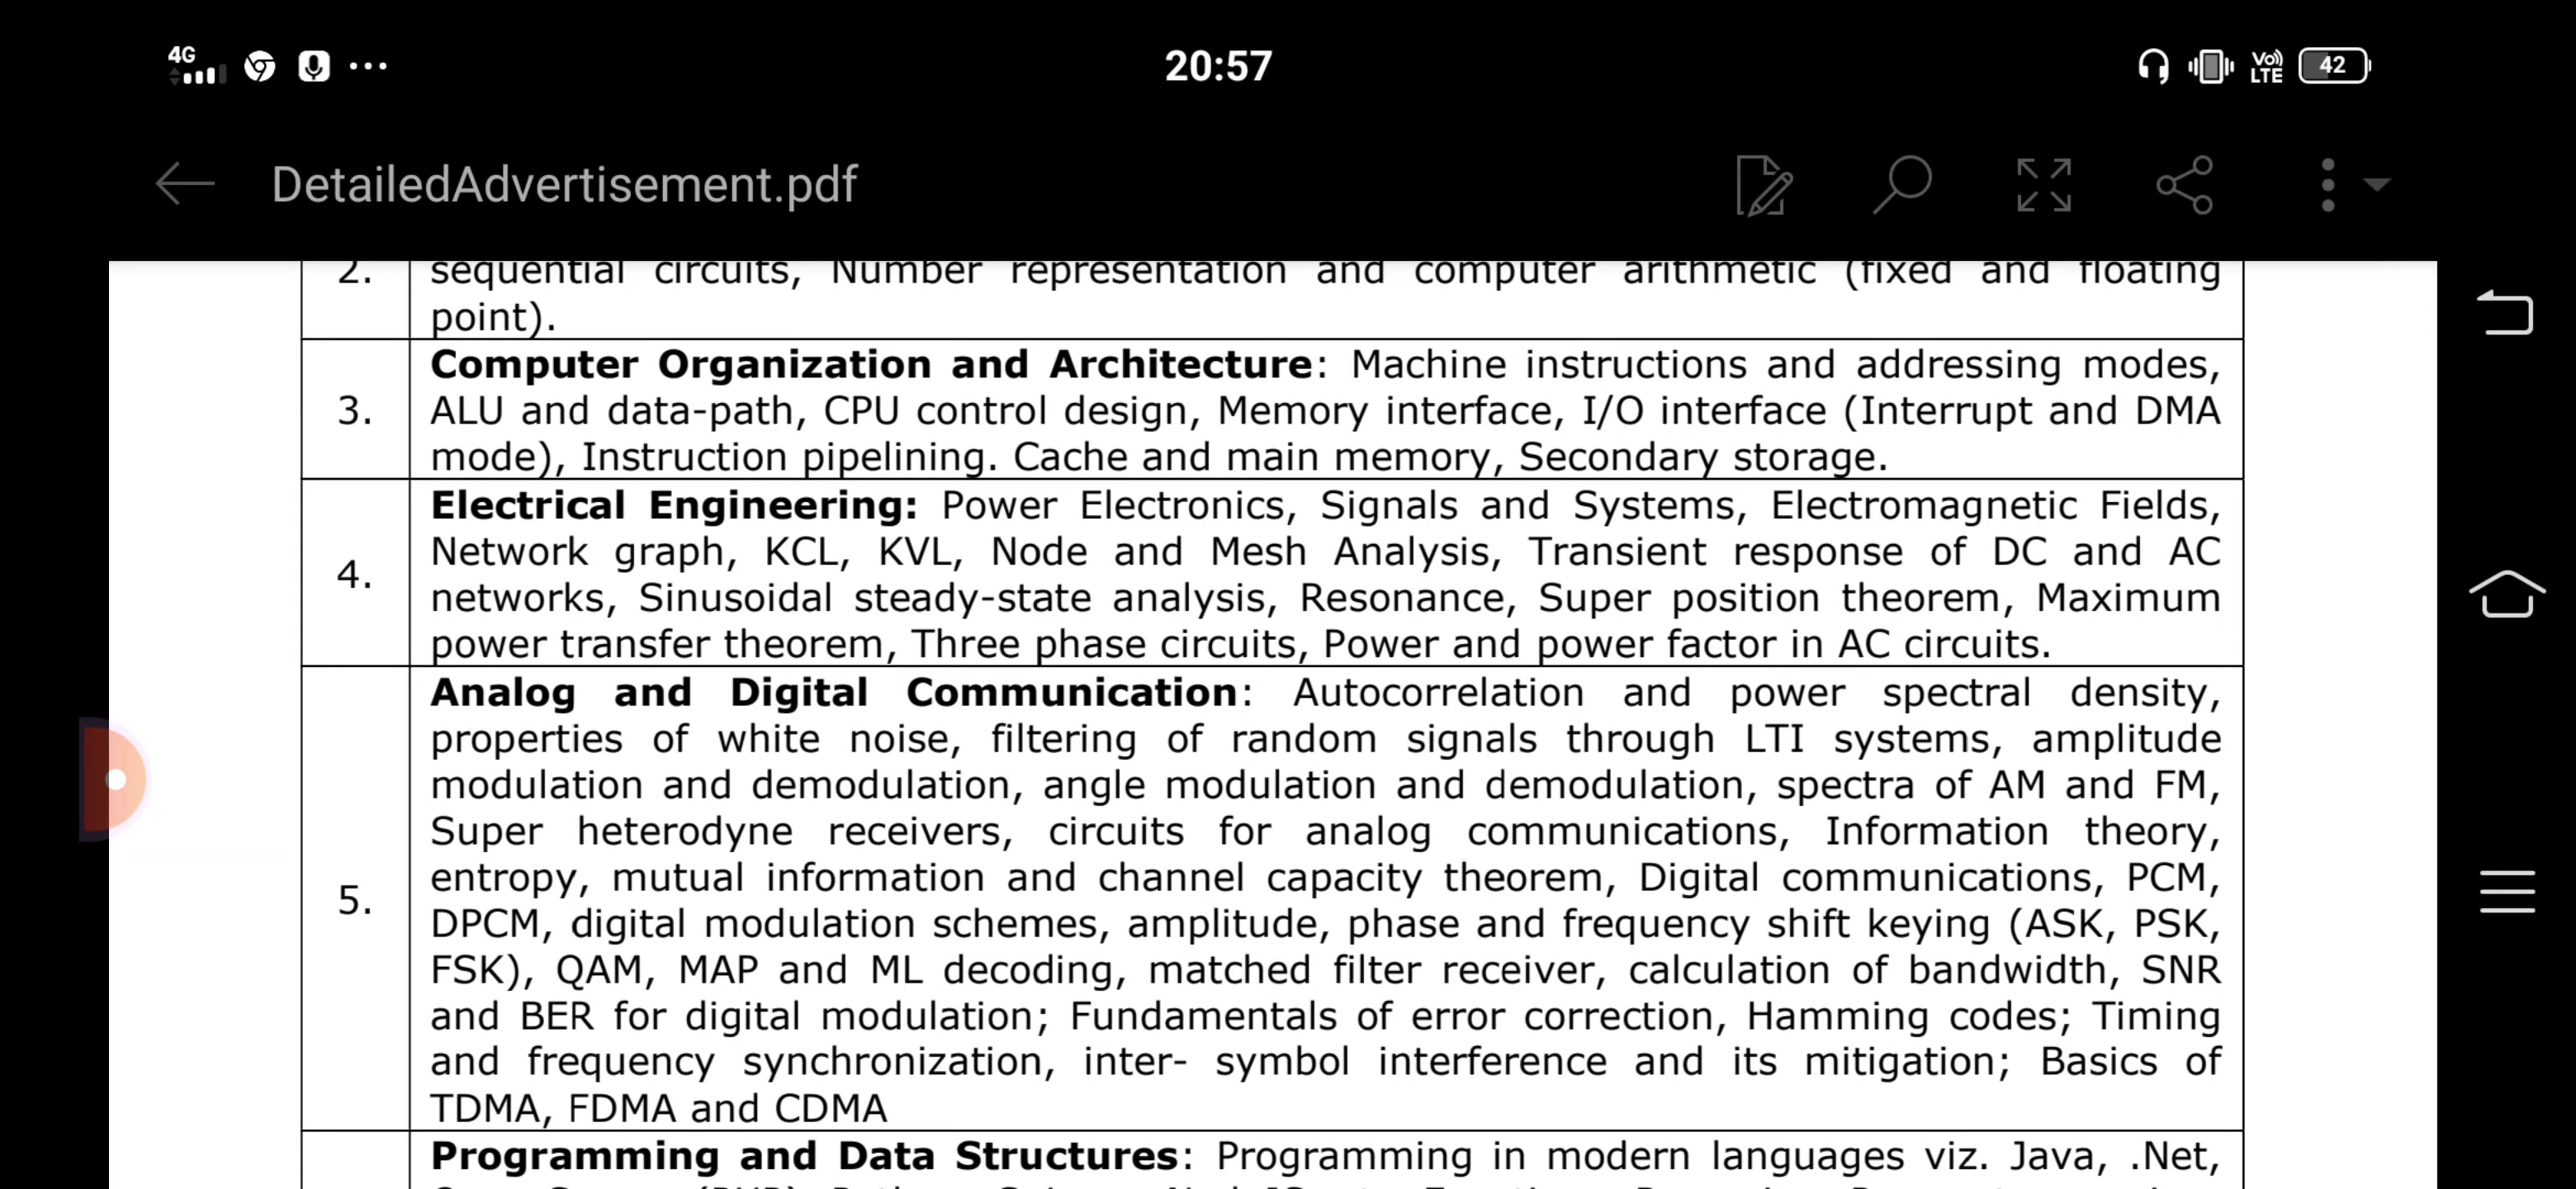 4G
20:57
Vo)) LTE
42
DetailedAdvertisement.pdf
2. sequential circuits, Number representation and computer arithmetic (fixed and floating
point).
Computer Organization and Architecture: Machine instructions and addressing modes,
3. ALU and data-path, CPU control design, Memory interface, I/O interface (Interrupt and DMA
mode), Instruction pipelining. Cache and main memory, Secondary storage.
Electrical Engineering: Power Electronics, Signals and Systems, Electromagnetic Fields,
Network graph, KCL, KVL, Node and Mesh Analysis, Transient response of DC and AC
4. networks, Sinusoidal steady-state analysis, Resonance, Super position theorem, Maximum
power transfer theorem, Three phase circuits, Power and power factor in AC circuits.
Analog and Digital Communication: Autocorrelation and power spectral density,
properties of white noise, filtering of random signals through LTI systems, amplitude
modulation and demodulation, angle modulation and demodulation, spectra of AM and FM,
Super heterodyne receivers, circuits for analog communications, Information theory,
5. entropy, mutual information and channel capacity theorem, Digital communications, PCM,
DPCM, digital modulation schemes, amplitude, phase and frequency shift keying (ASK, PSK,
FSK), QAM, MAP and ML decoding, matched filter receiver, calculation of bandwidth, SNR
and BER for digital modulation; Fundamentals of error correction, Hamming codes; Timing
and frequency synchronization, inter- symbol interference and its mitigation; Basics of
TDMA, FDMA and CDMA
Programming and Data Structures: Programming in modern languages viz. Java, .Net,